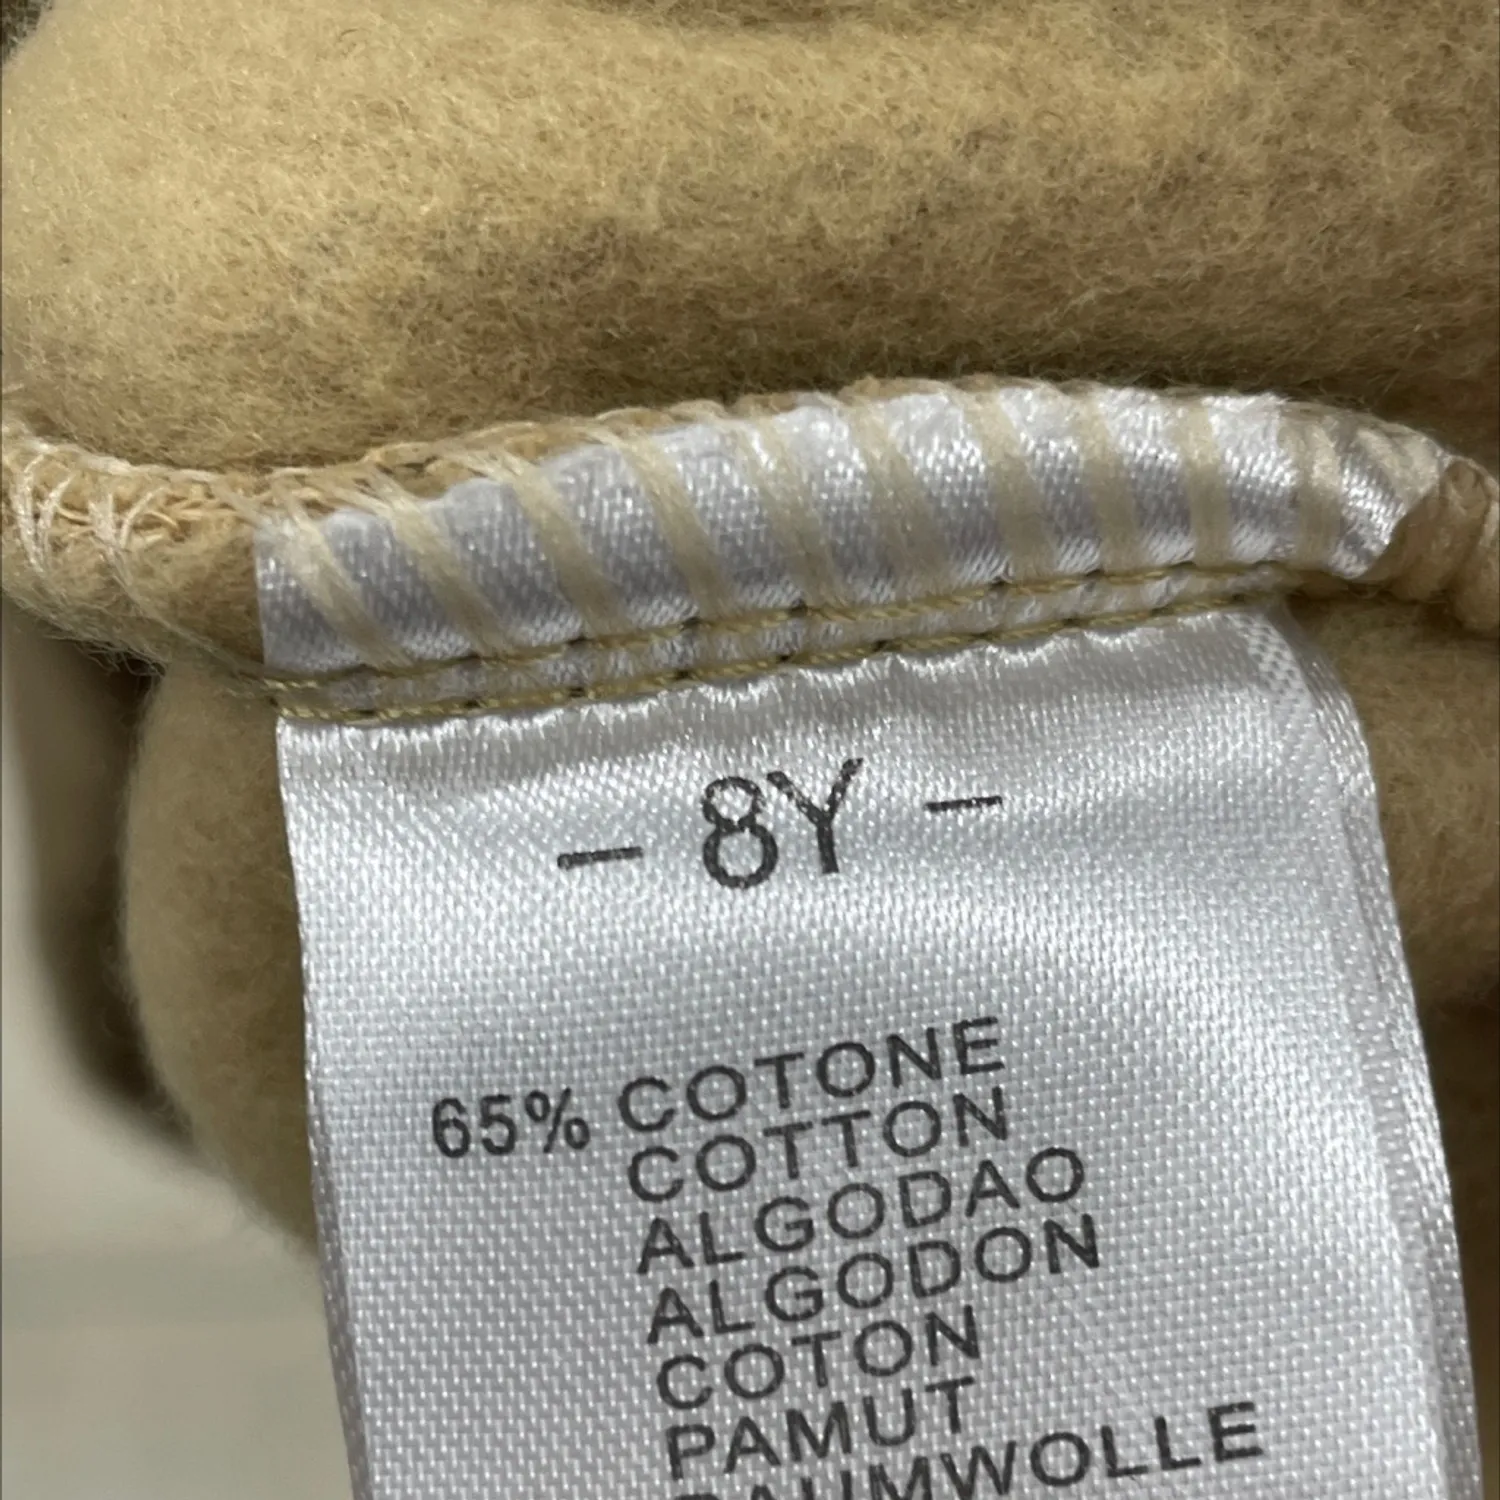 - 8Y -
65% COTONE
COTTON
ALGODAO
ALGODON
COTON
PAMUT
BAUMWOLLE